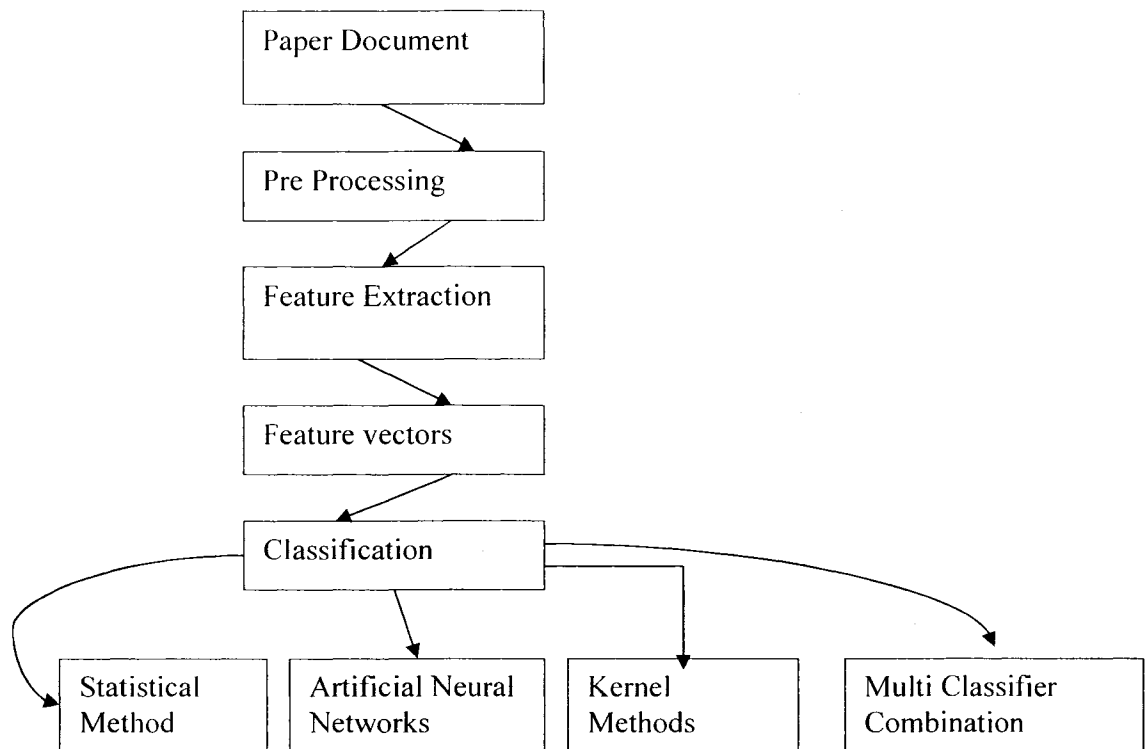 Paper Document
Pre Processing
Feature Extraction
Feature vectors
Classification
Statistical
Method
Artificial Neural
Networks
Kernel
Methods
Multi Classifier
Combination